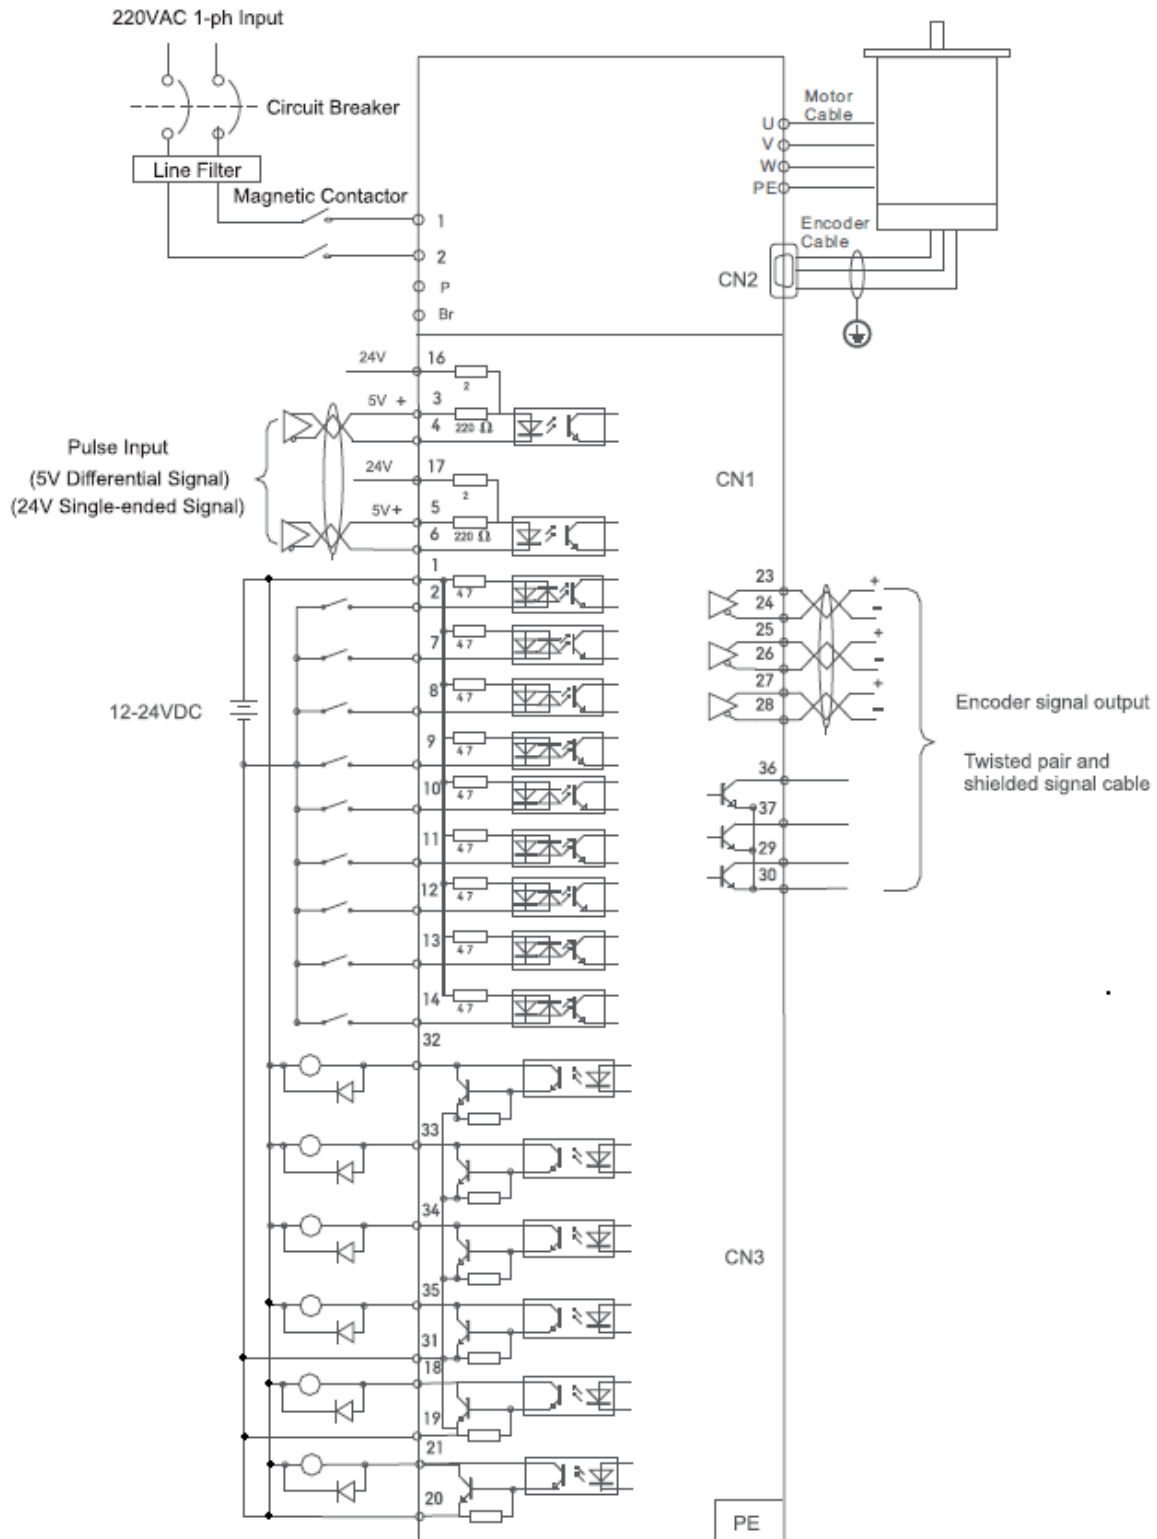 220VAC 1-ph Input
Circuit Breaker
Line Filter
Magnetic Contactor
1
2
P
Br
Motor
Cable
U
V
W
PE
Encoder
Cable
CN2
24V
16
2
5V +
3
4
220 Ω
Pulse Input
(5V Differential Signal)
(24V Single-ended Signal)
24V
17
2
5V+
5
6
220 Ω
CN1
1
2
47
7
47
8
47
12-24VDC
9
47
10
47
11
47
12
47
13
47
14
47
23
+
24
-
25
+
26
-
27
+
28
-
Encoder signal output
Twisted pair and
shielded signal cable
36
37
29
30
32
33
34
CN3
35
31
18
19
21
20
PE